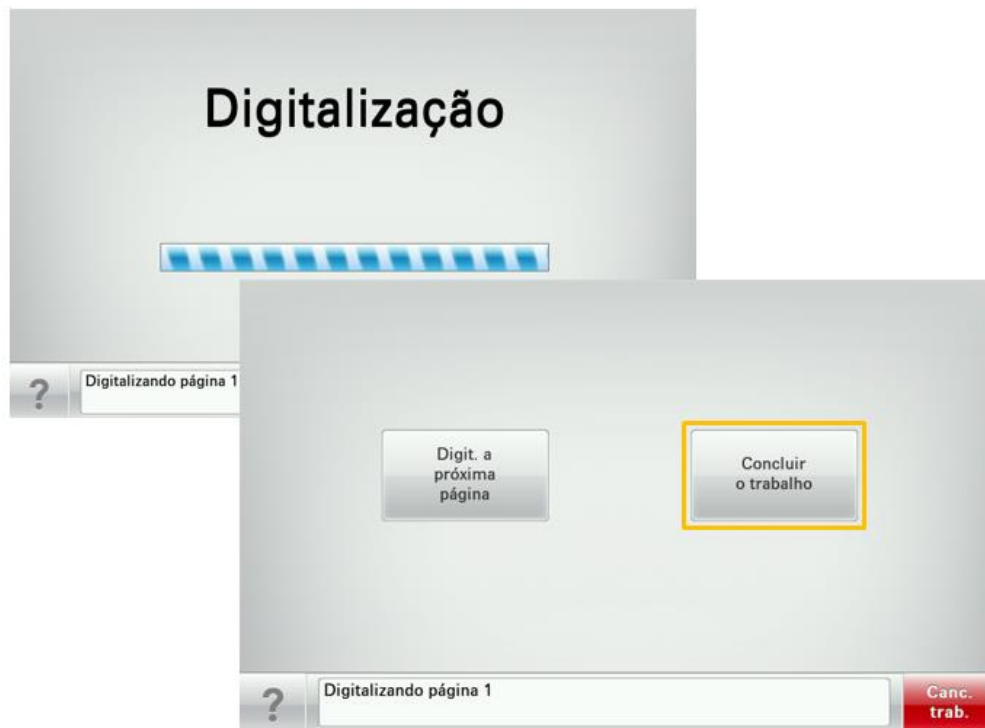 Digitalização
?
Digitalizando página 1
Digit. a
próxima
página
Concluir
o trabalho
?
Digitalizando página 1
Canc.
trab.